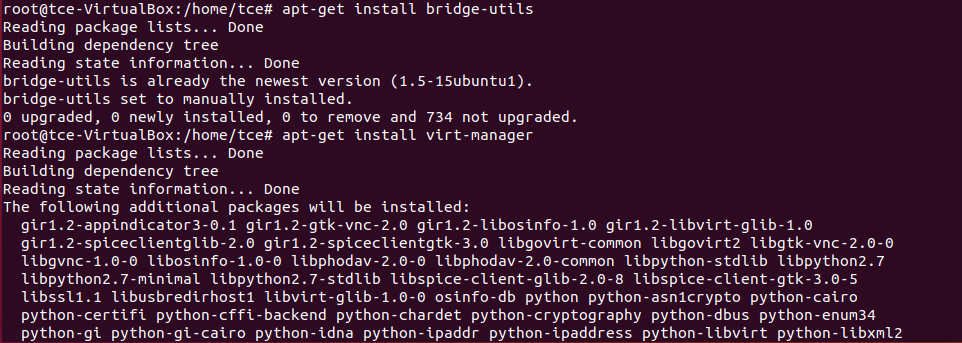 root@tce-VirtualBox:/home/tce# apt-get install bridge-utils
Reading package lists... Done
Building dependency tree
Reading state information... Done
bridge-utils is already the newest version (1.5-15ubuntu1).
bridge-utils set to manually installed.
0 upgraded, 0 newly installed, 0 to remove and 734 not upgraded.
root@tce-VirtualBox:/home/tce# apt-get install virt-manager
Reading package lists... Done
Building dependency tree
Reading state information... Done
The following additional packages will be installed:
  gir1.2-appindicator3-0.1 gir1.2-gtk-vnc-2.0 gir1.2-libosinfo-1.0 gir1.2-libvirt-glib-1.0
  gir1.2-spiceclientglib-2.0 gir1.2-spiceclientgtk-3.0 libgovirt-common libgovirt2 libgtk-vnc-2.0-0
  libgvnc-1.0-0 libosinfo-1.0-0 libphodav-2.0-0 libphodav-2.0-common libpython-stdlib libpython2.7
  libpython2.7-minimal libpython2.7-stdlib libspice-client-glib-2.0-8 libspice-client-gtk-3.0-5
  libssl1.1 libusbredirhost1 libvirt-glib-1.0-0 osinfo-db python python-asn1crypto python-cairo
  python-certifi python-cffi-backend python-chardet python-cryptography python-dbus python-enum34
  python-gi python-gi-cairo python-idna python-ipaddr python-ipaddress python-libvirt python-libxml2